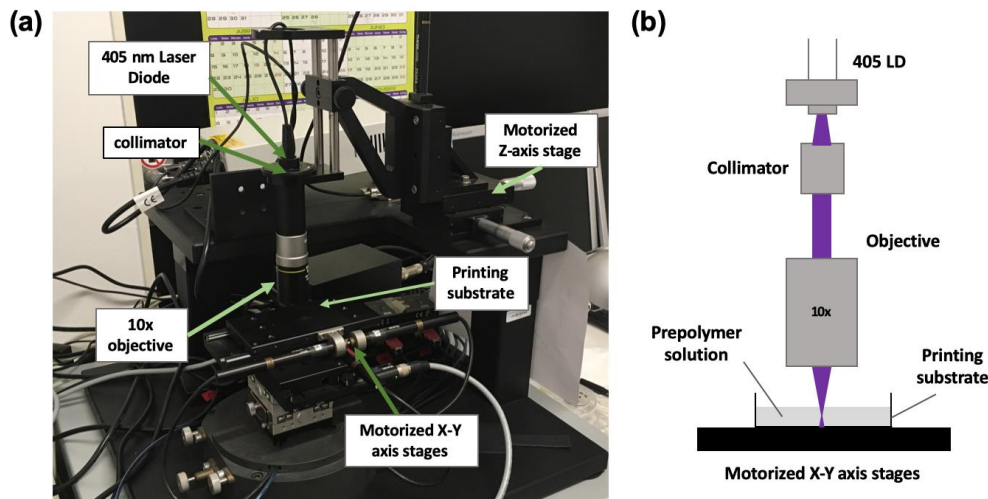 (a)
405 nm Laser
Diode
collimator
Motorized
Z-axis stage
Printing
substrate
10x
objective
Motorized X-Y
axis stages
(b)
405 LD
Collimator
Objective
10x
Prepolymer
solution
Printing
substrate
Motorized X-Y axis stages